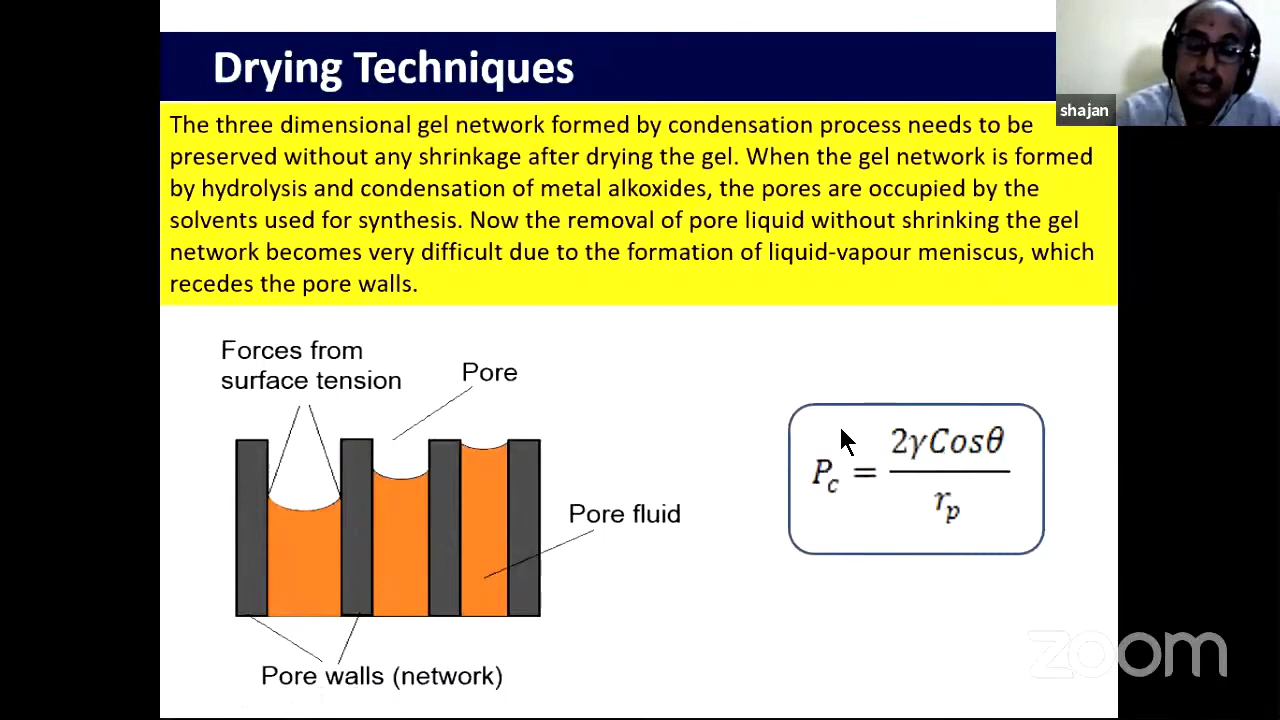 Drying Techniques
shajan
The three dimensional gel network formed by condensation process needs to be
preserved without any shrinkage after drying the gel. When the gel network is formed
by hydrolysis and condensation of metal alkoxides, the pores are occupied by the
solvents used for synthesis. Now the removal of pore liquid without shrinking the gel
network becomes very difficult due to the formation of liquid-vapour meniscus, which
recedes the pore walls.
Forces from
surface tension
Pore
Pore fluid
Pore walls (network)
P_c = 2γCosθ / r_p
zoom